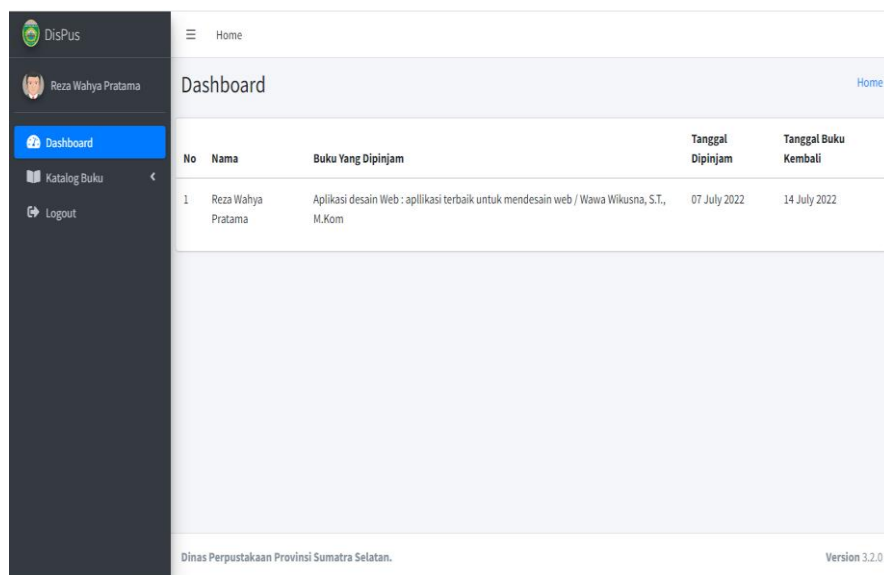 DisPus
Home
Reza Wahya Pratama
Dashboard
Home
Dashboard
Katalog Buku
Logout
No Nama Buku Yang Dipinjam Tanggal Dipinjam Tanggal Buku Kembali
1 Reza Wahya Pratama Aplikasi desain Web : apllikasi terbaik untuk mendesain web / Wawa Wikusna, S.T., M.Kom 07 July 2022 14 July 2022
Dinas Perpustakaan Provinsi Sumatra Selatan.
Version 3.2.0